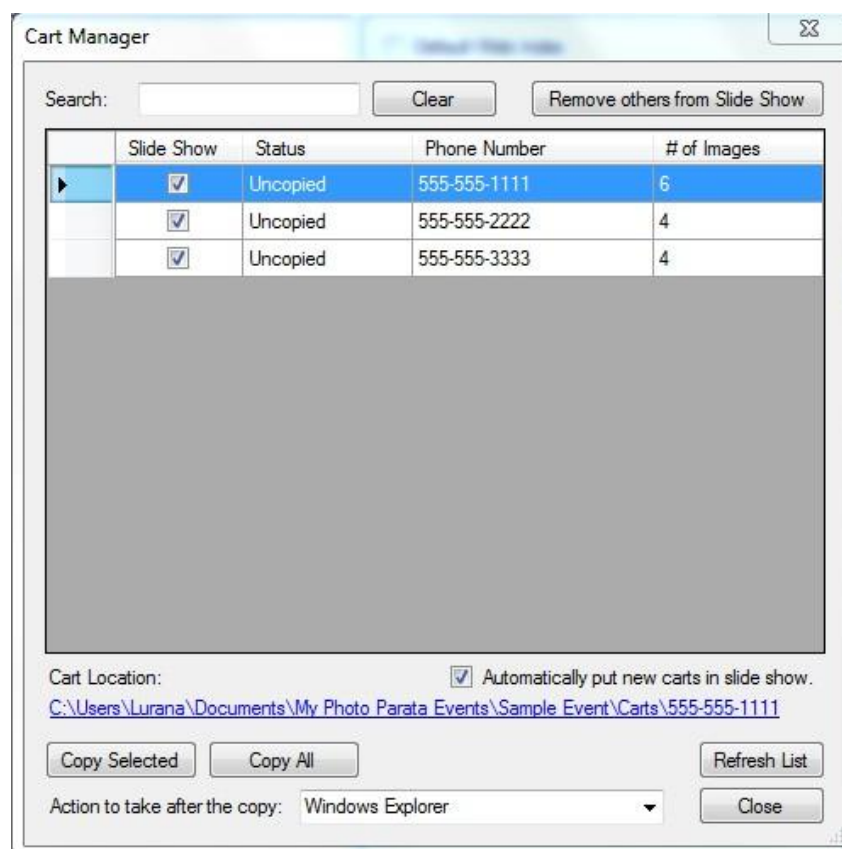 Cart Manager
Search: Clear Remove others from Slide Show
Slide Show Status Phone Number # of Images
Uncopied 555-555-1111 6
Uncopied 555-555-2222 4
Uncopied 555-555-3333 4
Cart Location: Automatically put new carts in slide show.
C:\Users\Lurana\Documents\My Photo Parata Events\Sample Event\Carts\555-555-1111
Copy Selected Copy All Refresh List
Action to take after the copy: Windows Explorer Close